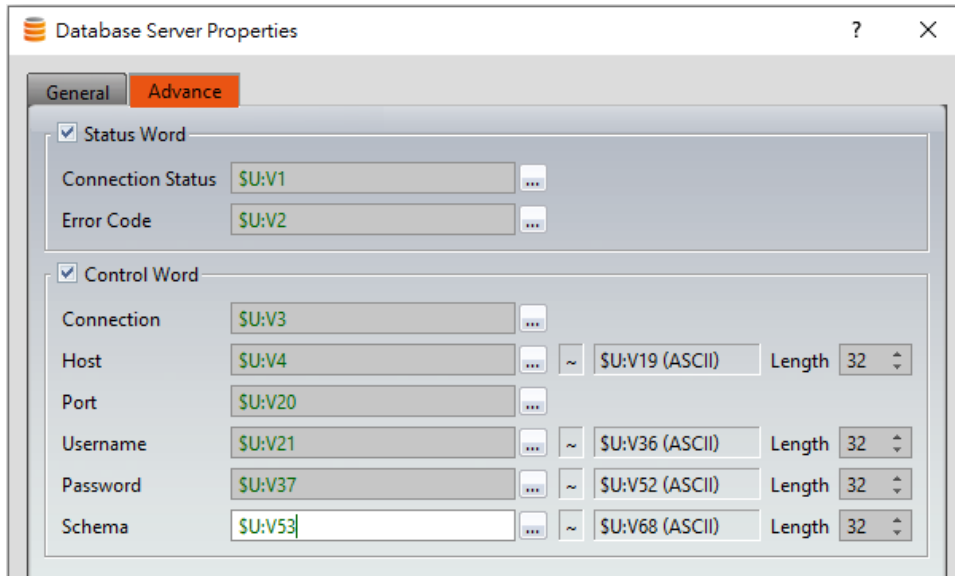 Database Server Properties ? ×
General Advance
Status Word
Connection Status $U:V1 ...
Error Code $U:V2 ...
Control Word
Connection $U:V3 ...
Host $U:V4 ... ~ $U:V19 (ASCII) Length 32
Port $U:V20 ...
Username $U:V21 ... ~ $U:V36 (ASCII) Length 32
Password $U:V37 ... ~ $U:V52 (ASCII) Length 32
Schema $U:V53 ... ~ $U:V68 (ASCII) Length 32